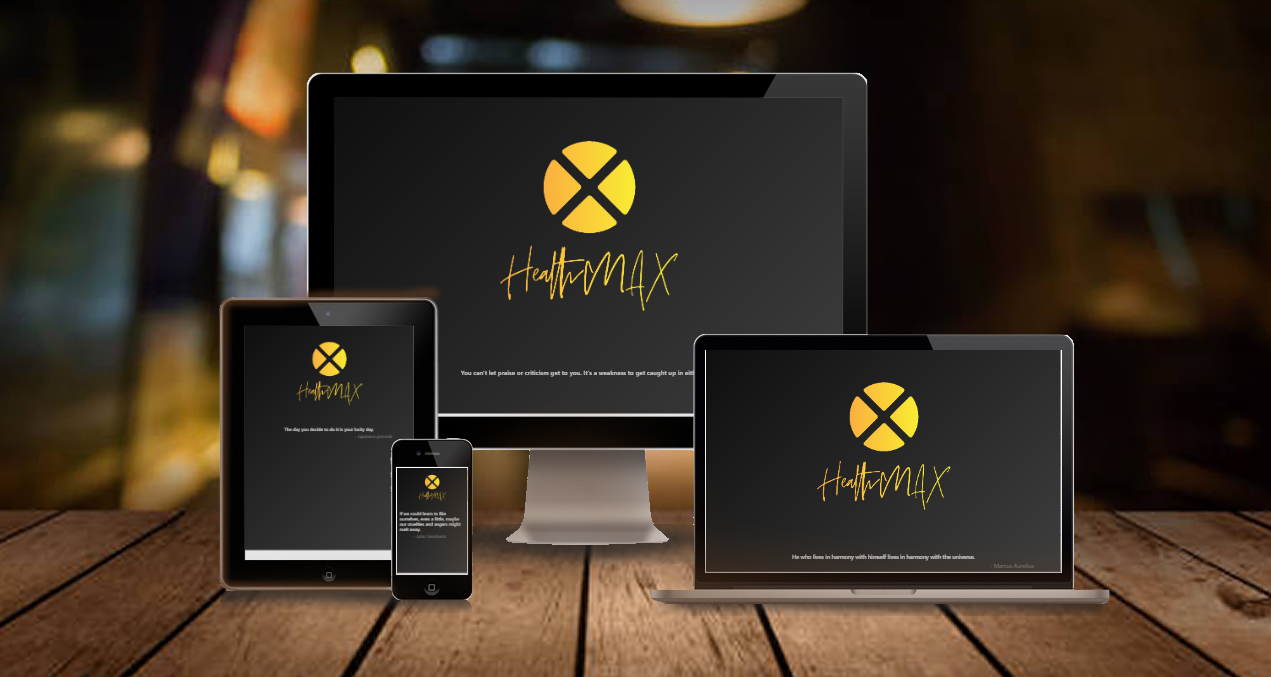 HealthMAX
You can't let praise or criticism get to you. It's a weakness to get caught up in
HealthMAX
The day you decide to do it is your lucky day.
- Japanese proverb
HealthMAX
If we could learn to like
ourselves, even a little, maybe
our cruelties and angers might
melt away.
- John Steinbeck
HealthMAX
He who lives in harmony with himself lives in harmony with the universe.
- Marcus Aurelius